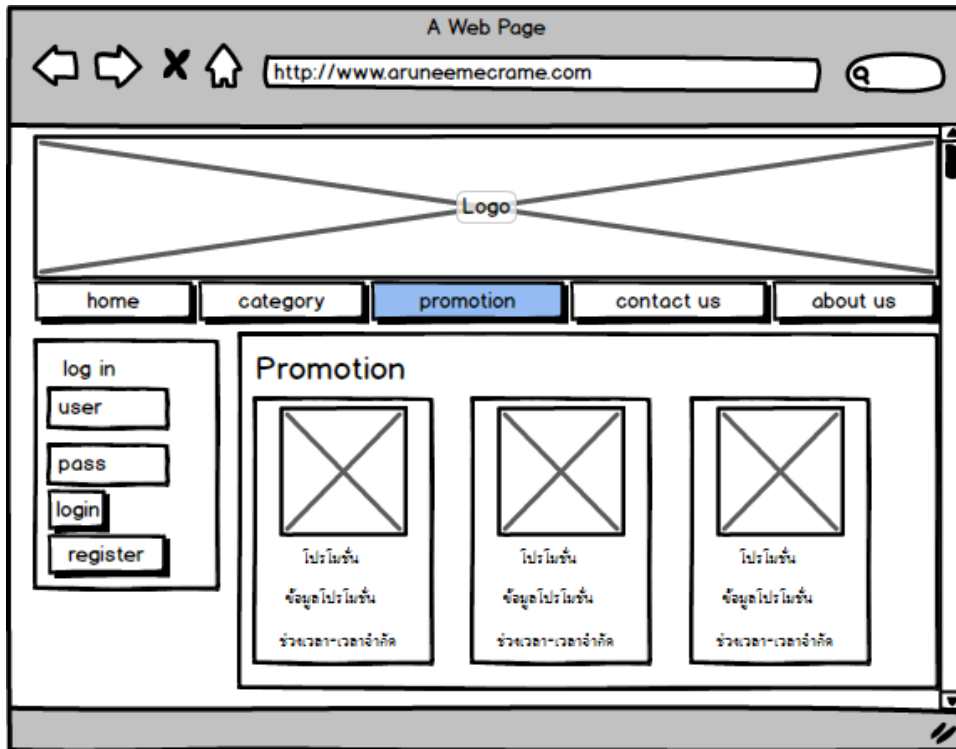 A Web Page
http://www.aruneemecrame.com
Logo
home category promotion contact us about us
log in
user
pass
login
register
Promotion
โปรโมชั่น โปรโมชั่น โปรโมชั่น
ข้อมูลโปรโมชั่น ข้อมูลโปรโมชั่น ข้อมูลโปรโมชั่น
ช่วงเวลา-เวลาจำกัด ช่วงเวลา-เวลาจำกัด ช่วงเวลา-เวลาจำกัด